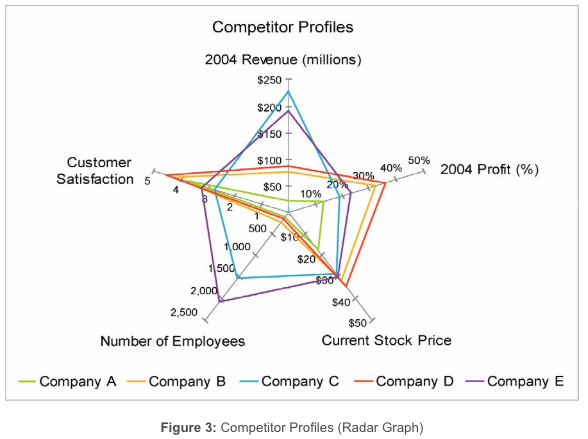 Competitor Profiles
2004 Revenue (millions)
$250
$200
$150
$100
$50
2004 Profit (%)
10%
20%
30%
40%
50%
Customer
Satisfaction
5
4
3
2
1
500
1,000
1,500
2,000
2,500
$10
$20
$30
$40
$50
Number of Employees
Current Stock Price
Company A Company B Company C Company D Company E
Figure 3: Competitor Profiles (Radar Graph)